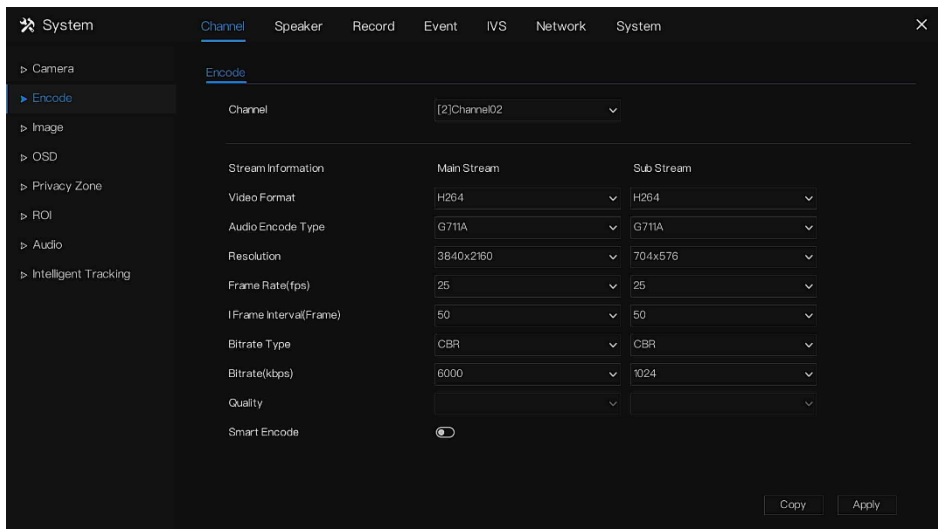 System Channel Speaker Record Event IVS Network System
Camera
Encode
Image
OSD
Privacy Zone
ROI
Audio
Intelligent Tracking
Encode
Channel [2]Channel02
Stream Information Main Stream Sub Stream
Video Format H264 H264
Audio Encode Type G711A G711A
Resolution 3840x2160 704x576
Frame Rate(fps) 25 25
I Frame Interval(Frame) 50 50
Bitrate Type CBR CBR
Bitrate(kbps) 6000 1024
Quality
Smart Encode
Copy Apply